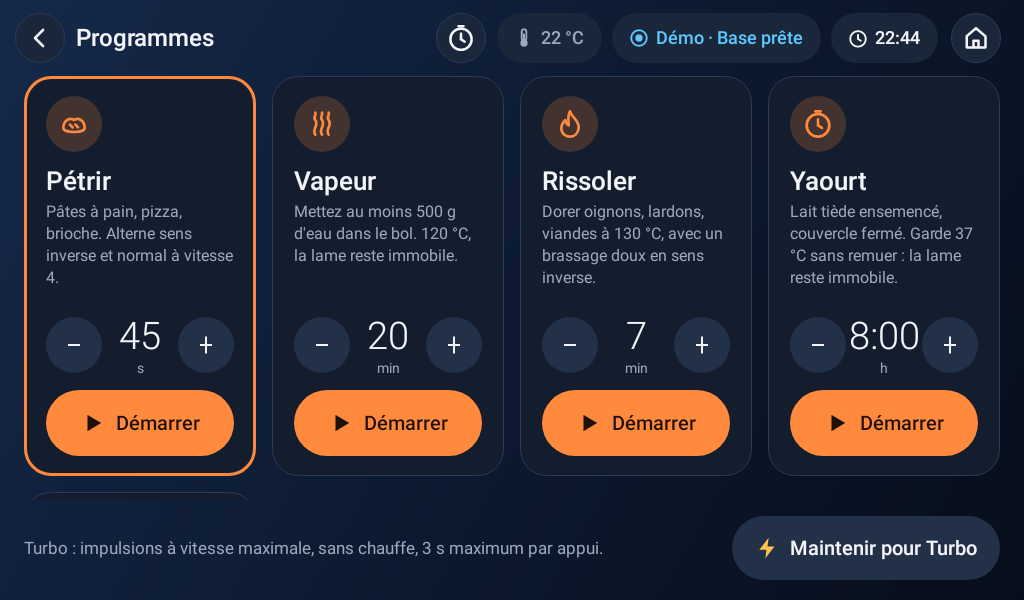 Programmes
22 °C
Démo · Base prête
22:44
Pétrir
Pâtes à pain, pizza,
brioche. Alterne sens
inverse et normal à vitesse
4.
− 45 +
s
Démarrer
Vapeur
Mettez au moins 500 g
d'eau dans le bol. 120 °C,
la lame reste immobile.
− 20 +
min
Démarrer
Rissoler
Dorer oignons, lardons,
viandes à 130 °C, avec un
brassage doux en sens
inverse.
− 7 +
min
Démarrer
Yaourt
Lait tiède ensemencé,
couvercle fermé. Garde 37
°C sans remuer : la lame
reste immobile.
− 8:00 +
h
Démarrer
Turbo : impulsions à vitesse maximale, sans chauffe, 3 s maximum par appui.
Maintenir pour Turbo